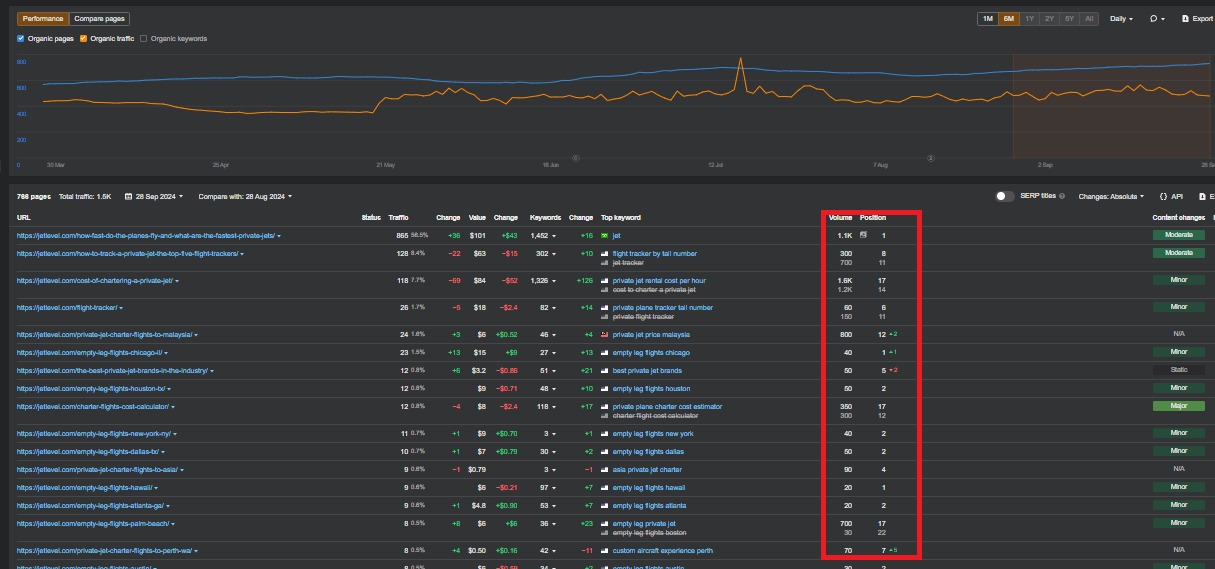 Performance Compare pages 1M 6M 1Y 2Y 5Y All Daily Export
Organic pages Organic traffic Organic keywords
800
600
400
200
0 30 Mar 25 Apr 21 May 16 Jun 12 Jul 7 Aug 2 Sep
766 pages Total traffic: 1.5K 28 Sep 2024 Compare with: 28 Aug 2024 SERP titles Changes: Absolute API
URL Status Traffic Change Value Change Keywords Change Top keyword Volume Position Content changes
https://jetlevel.com/how-fast-do-the-planes-fly-and-what-are-the-fastest-private-jets/ 865 56.5% +36 $101 +$43 1,452 +16 jet 1.1K 1 Moderate
https://jetlevel.com/how-to-track-a-private-jet-the-top-five-flight-trackers/ 128 8.4% −22 $63 −$15 302 +10 flight tracker by tail number 300 8 Moderate
jet tracker 700 11
https://jetlevel.com/cost-of-chartering-a-private-jet/ 118 7.7% −69 $84 −$52 1,326 +126 private jet rental cost per hour 1.6K 17 Minor
cost to charter a private jet 1.2K 14
https://jetlevel.com/flight-tracker/ 26 1.7% −5 $18 −$2.4 82 +14 private plane tracker tail number 60 6 Minor
private flight tracker 150 11
https://jetlevel.com/private-jet-charter-flights-to-malaysia/ 24 1.6% +3 $6 +$0.52 46 +4 private jet price malaysia 800 12 2 N/A
https://jetlevel.com/empty-leg-flights-chicago-il/ 23 1.5% +13 $15 +$9 27 +13 empty leg flights chicago 40 1 1 Minor
https://jetlevel.com/the-best-private-jet-brands-in-the-industry/ 12 0.8% +6 $3.2 −$0.86 51 +21 best private jet brands 50 5 2 Static
https://jetlevel.com/empty-leg-flights-houston-tx/ 12 0.8% $9 −$0.71 48 +10 empty leg flights houston 50 2 Minor
https://jetlevel.com/charter-flights-cost-calculator/ 12 0.8% −4 $8 −$2.4 118 +17 private plane charter cost estimator 350 17 Major
charter flight cost calculator 300 12
https://jetlevel.com/empty-leg-flights-new-york-ny/ 11 0.7% +1 $9 +$0.70 3 +1 empty leg flights new york 40 2 Minor
https://jetlevel.com/empty-leg-flights-dallas-tx/ 10 0.7% +1 $7 +$0.79 30 +2 empty leg flights dallas 50 2 Minor
https://jetlevel.com/private-jet-charter-flights-to-asia/ 9 0.6% −1 $0.79 3 −1 asia private jet charter 90 4 N/A
https://jetlevel.com/empty-leg-flights-hawaii/ 9 0.6% $6 −$0.21 97 +7 empty leg flights hawaii 20 1 Minor
https://jetlevel.com/empty-leg-flights-atlanta-ga/ 9 0.6% +1 $4.8 +$0.90 53 +7 empty leg flights atlanta 20 2 Minor
https://jetlevel.com/empty-leg-flights-palm-beach/ 8 0.5% +8 $6 +$6 36 +23 empty leg private jet 700 17 Minor
empty leg flights boston 30 22
https://jetlevel.com/private-jet-charter-flights-to-perth-wa/ 8 0.5% +4 $0.50 +$0.16 42 −11 custom aircraft experience perth 70 7 5 N/A
https://jetlevel.com/empty-leg-flights-austin/ 8 0.5% $6 34 +2 empty leg flights austin 30 2 Minor